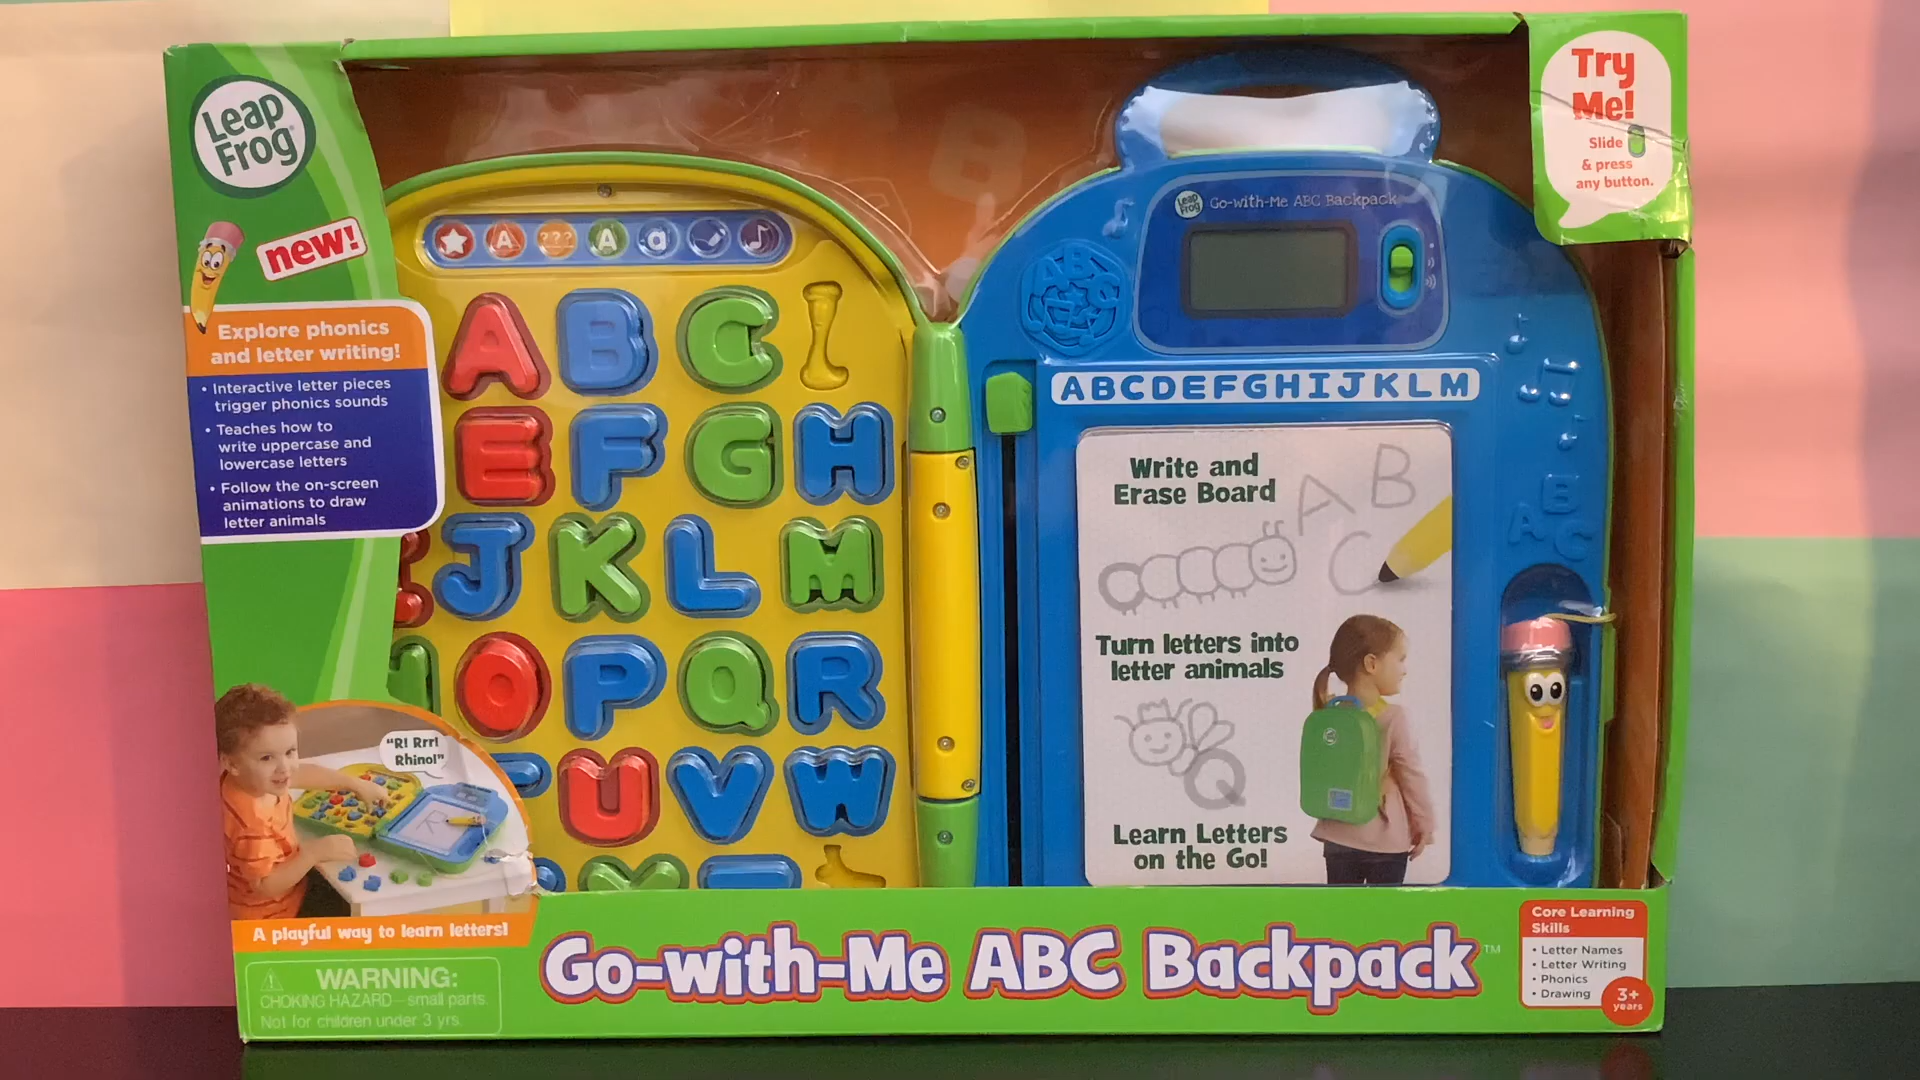 Leap
Frog
new!
Explore phonics
and letter writing!
• Interactive letter pieces
trigger phonics sounds
• Teaches how to
write uppercase and
lowercase letters
• Follow the on-screen
animations to draw
letter animals
A ??? A a
A B C
E F G H
I J K L M
O P Q R
U V W
"R! Rrr!
Rhino!"
A playful way to learn letters!
WARNING:
CHOKING HAZARD—small parts.
Not for children under 3 yrs.
Try
Me!
Slide
& press
any button.
Leap
Frog
Go-with-Me ABC Backpack
ABC
ABCDEFGHIJKLM
Write and
Erase Board
A B
C
Turn letters into
letter animals
Q
Learn Letters
on the Go!
B
A C
Go-with-Me ABC Backpack™
Core Learning
Skills
• Letter Names
• Letter Writing
• Phonics
• Drawing
3+
years